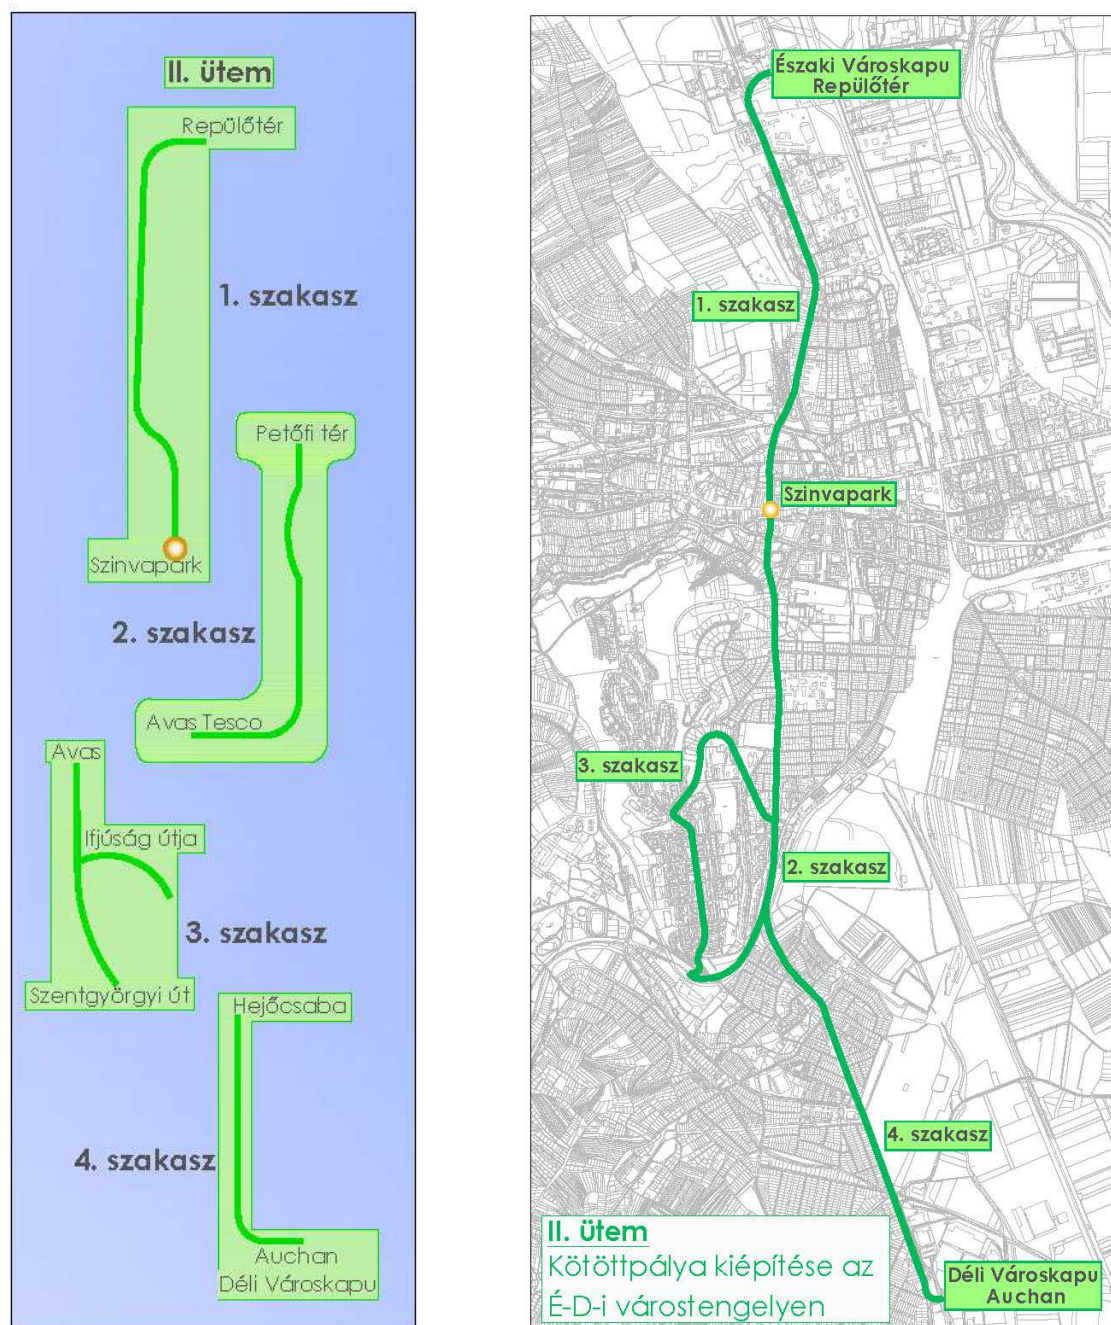 II. ütem
Repülőtér
1. szakasz
Petőfi tér
Szinvapark
2. szakasz
Avas Tesco
Avas
Ifjúság útja
3. szakasz
Szentgyörgyi út
Hejőcsaba
4. szakasz
Auchan
Déli Városkapu
Északi Városkapu
Repülőtér
1. szakasz
Szinvapark
3. szakasz
2. szakasz
4. szakasz
II. ütem
Kötöttpálya kiépítése az
É-D-i várostengelyen
Déli Városkapu
Auchan